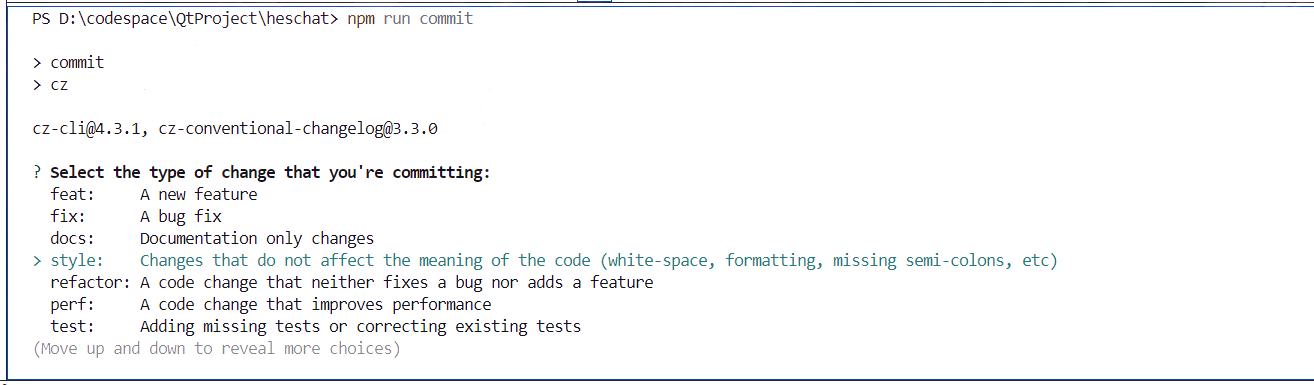 PS D:\codespace\QtProject\heschat> npm run commit
> commit
> cz
cz-cli@4.3.1, cz-conventional-changelog@3.3.0
? Select the type of change that you're committing:
feat:     A new feature
fix:      A bug fix
docs:     Documentation only changes
> style:    Changes that do not affect the meaning of the code (white-space, formatting, missing semi-colons, etc)
refactor: A code change that neither fixes a bug nor adds a feature
perf:     A code change that improves performance
test:     Adding missing tests or correcting existing tests
(Move up and down to reveal more choices)